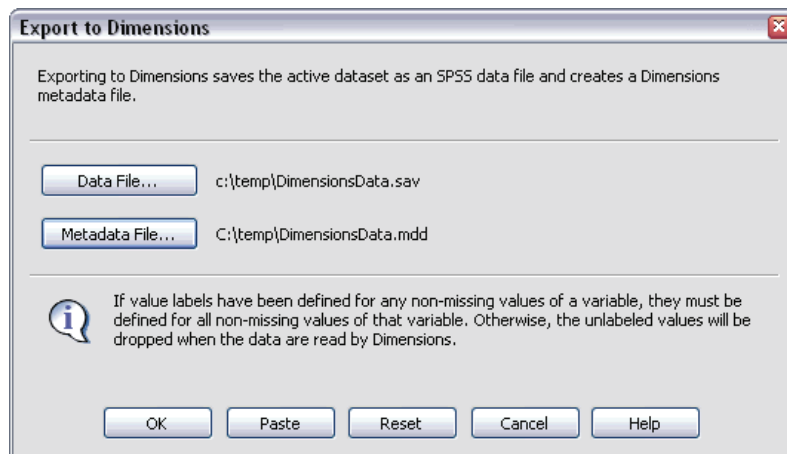 Export to Dimensions
Exporting to Dimensions saves the active dataset as an SPSS data file and creates a Dimensions
metadata file.
Data File...
c:\temp\DimensionsData.sav
Metadata File...
C:\temp\DimensionsData.mdd
If value labels have been defined for any non-missing values of a variable, they must be
defined for all non-missing values of that variable. Otherwise, the unlabeled values will be
dropped when the data are read by Dimensions.
OK
Paste
Reset
Cancel
Help